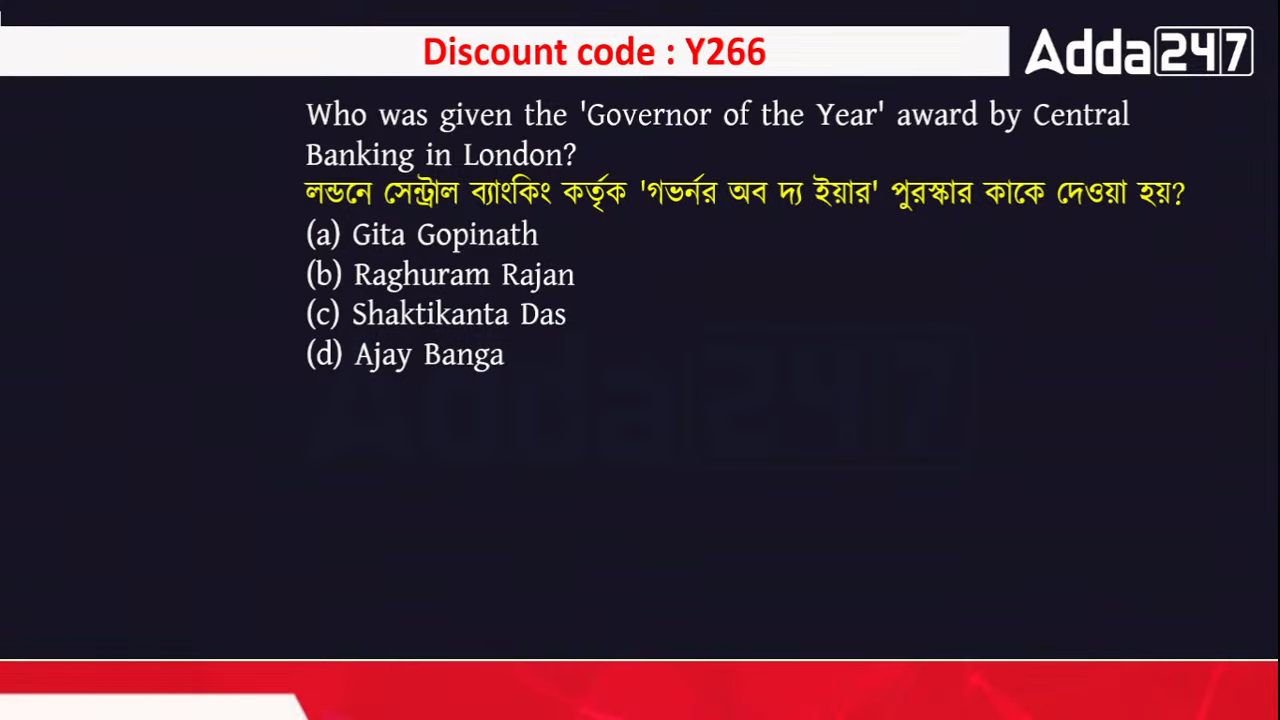 Discount code : Y266
Adda247
Who was given the 'Governor of the Year' award by Central
Banking in London?
লন্ডনে সেন্ট্রাল ব্যাংকিং কর্তৃক 'গভর্নর অব দ্য ইয়ার' পুরস্কার কাকে দেওয়া হয়?
(a) Gita Gopinath
(b) Raghuram Rajan
(c) Shaktikanta Das
(d) Ajay Banga
Adda247